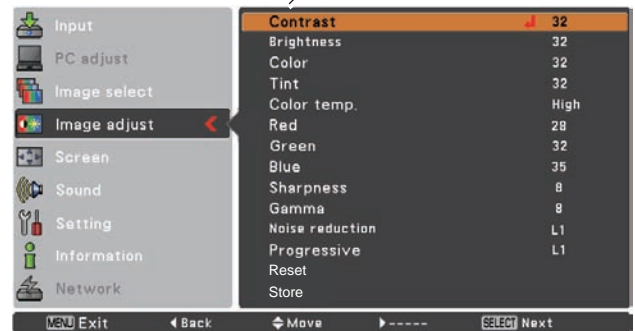 Input
PC adjust
Image select
Image adjust
Screen
Sound
Setting
Information
Network
Contrast 32
Brightness 32
Color 32
Tint 32
Color temp. High
Red 28
Green 32
Blue 35
Sharpness 8
Gamma 8
Noise reduction L1
Progressive L1
Reset
Store
MENU Exit ◀Back ◆Move ▶----- SELECT Next